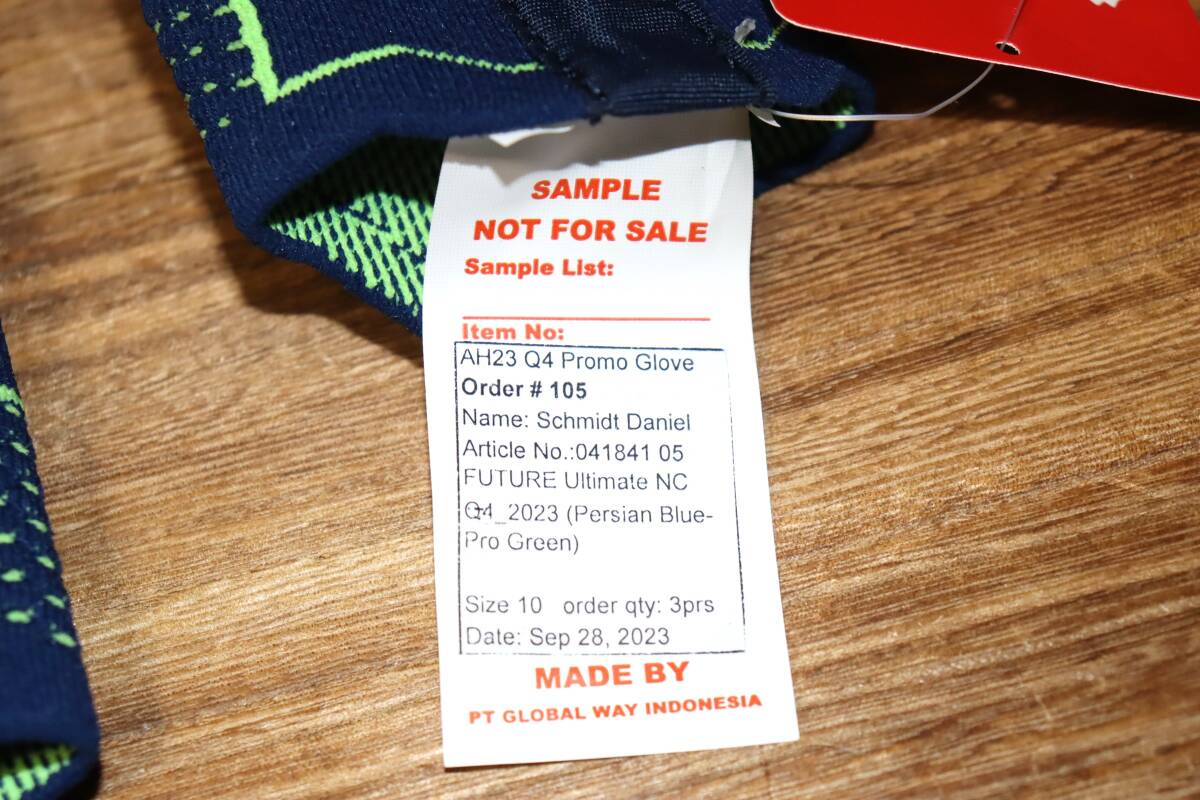 SAMPLE
NOT FOR SALE
Sample List:
Item No:
AH23 Q4 Promo Glove
Order # 105
Name: Schmidt Daniel
Article No.:041841 05
FUTURE Ultimate NC
Q4_2023 (Persian Blue-
Pro Green)
Size 10 order qty: 3prs
Date: Sep 28, 2023
MADE BY
PT GLOBAL WAY INDONESIA